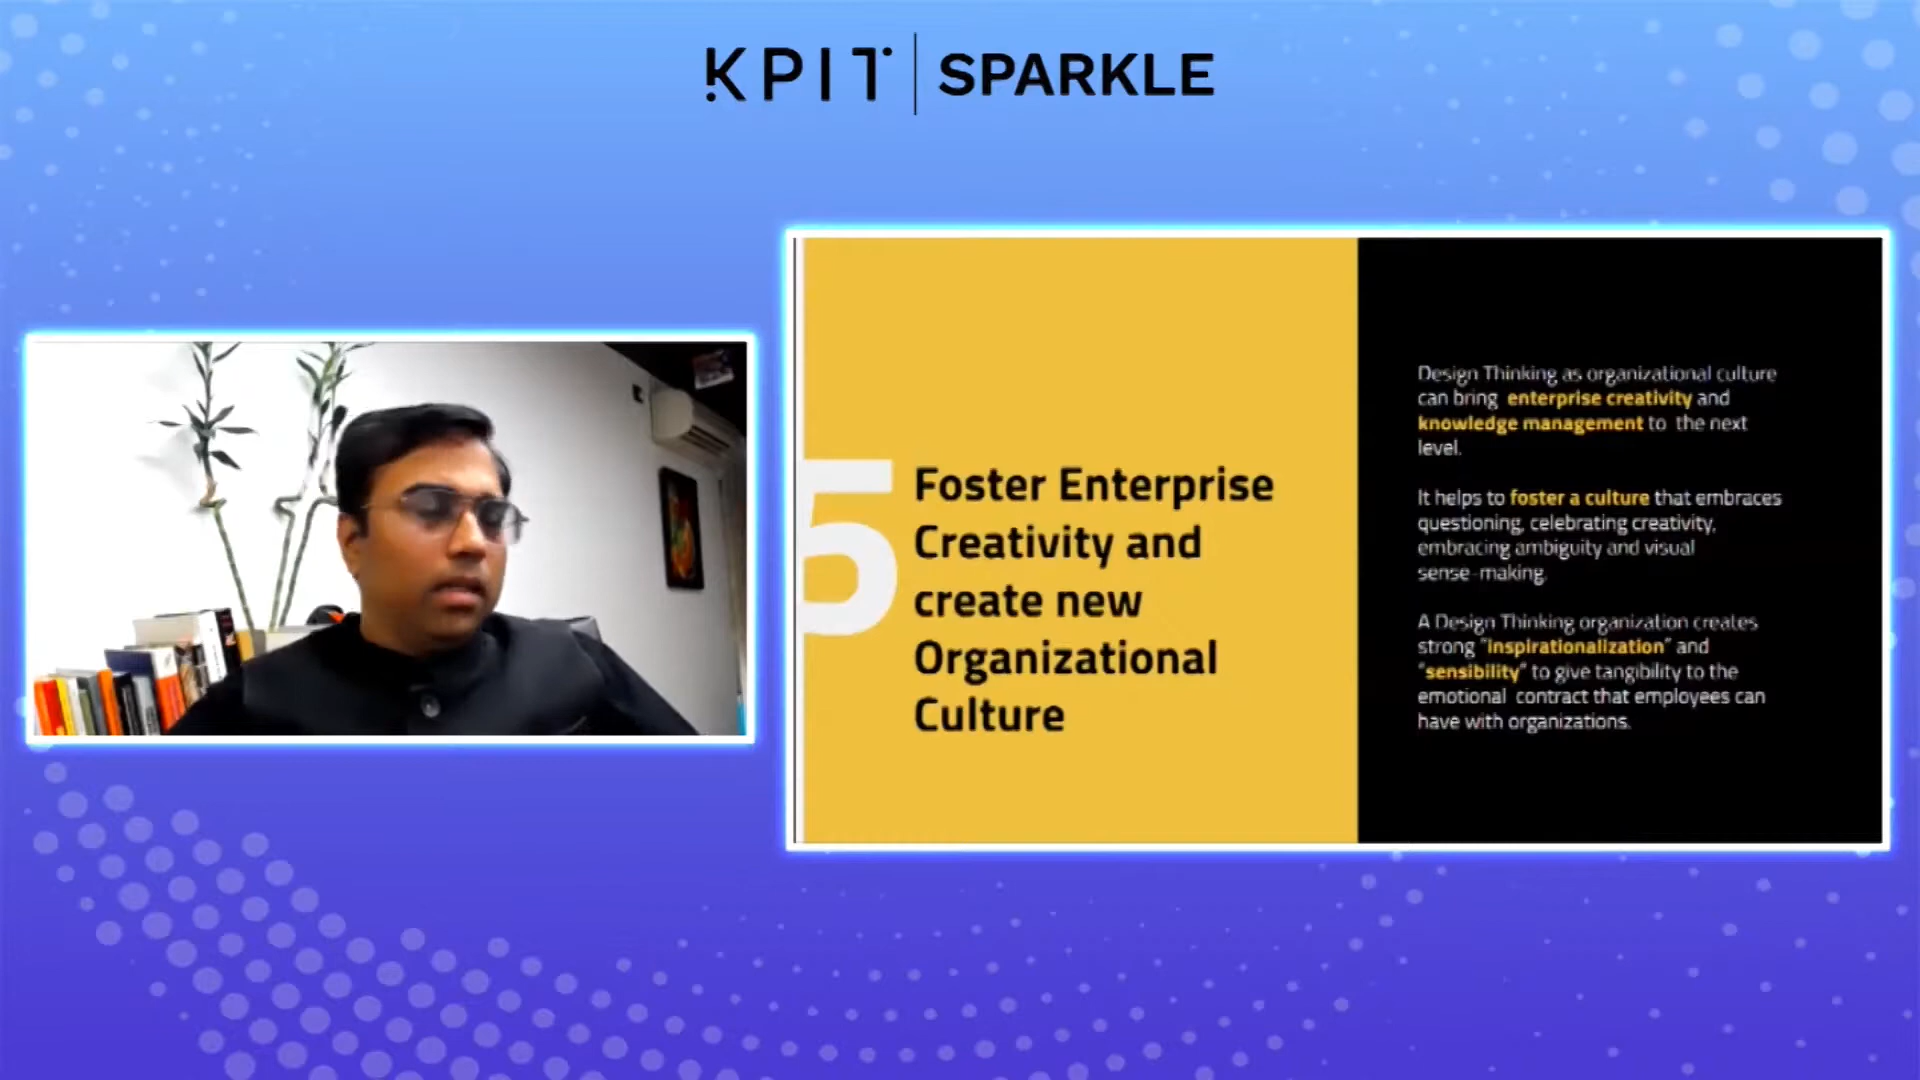 KPIT | SPARKLE
5
Foster Enterprise
Creativity and
create new
Organizational
Culture
Design Thinking as organizational culture
can bring enterprise creativity and
knowledge management to the next
level.
It helps to foster a culture that embraces
questioning, celebrating creativity,
embracing ambiguity and visual
sense-making.
A Design Thinking organization creates
strong "inspirationalization" and
"sensibility" to give tangibility to the
emotional contract that employees can
have with organizations.